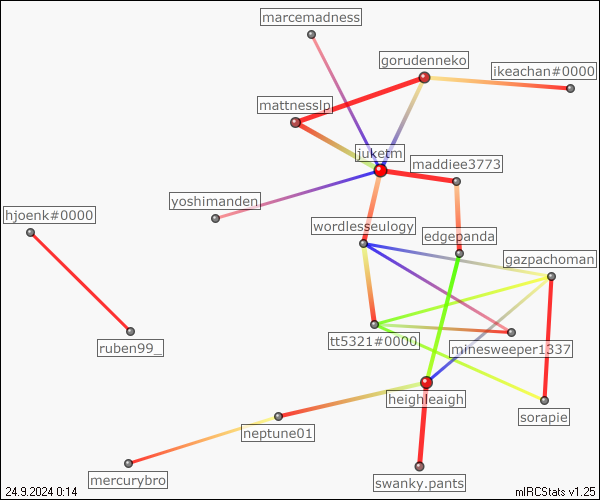 marcemadness
gorudenneko
ikeachan#0000
mattnesslp
juketm
maddiee3773
yoshimanden
hjoenk#0000
wordlesseulogy
edgepanda
gazpachoman
ruben99_
tt5321#0000
minesweeper1337
heighleaigh
sorapie
neptune01
mercurybro
swanky.pants
24.9.2024 0:14
mIRCStats v1.25